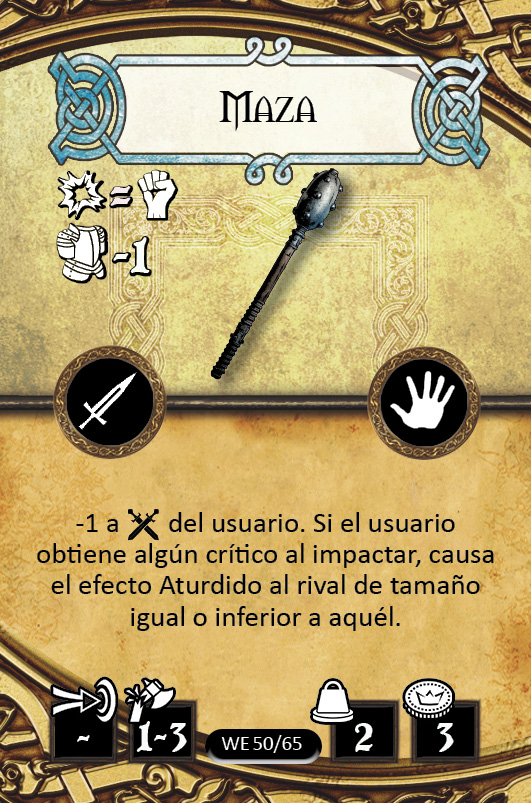 Maza
=
-1
-1 a del usuario. Si el usuario
obtiene algún crítico al impactar, causa
el efecto Aturdido al rival de tamaño
igual o inferior a aquél.
- 1-3 WE 50/65 2 3